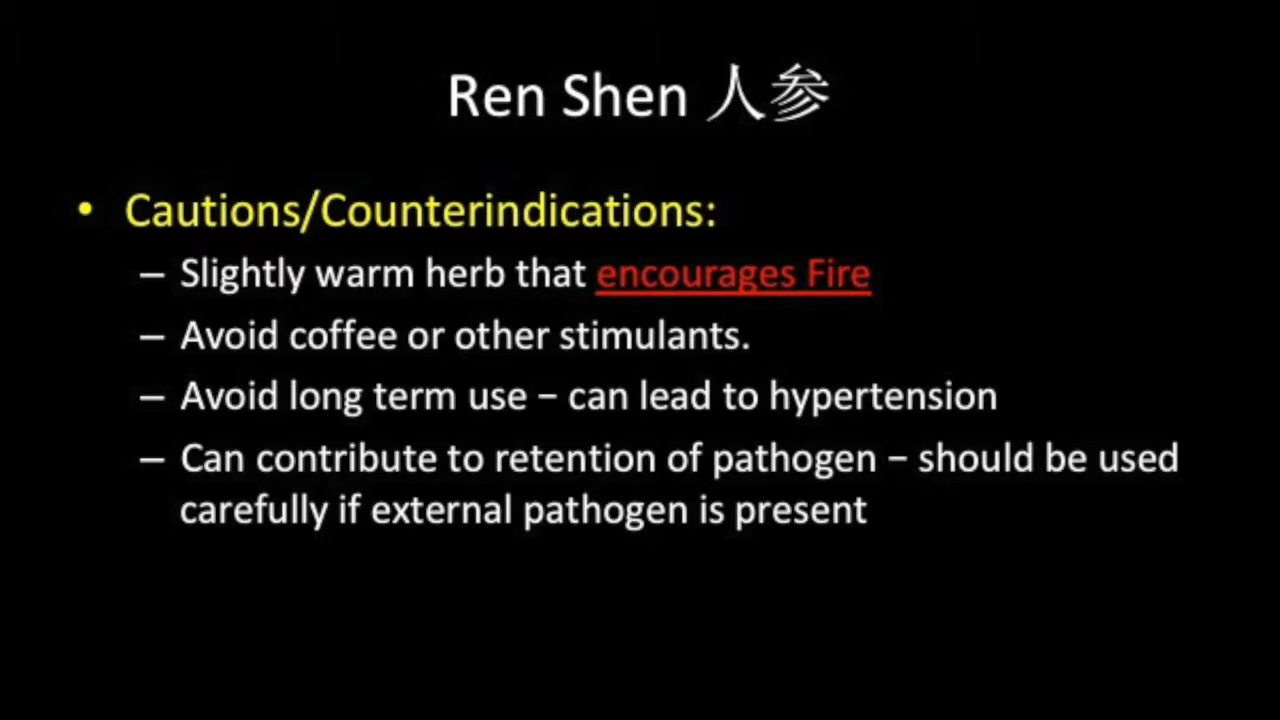 Ren Shen 人参
• Cautions/Counterindications:
– Slightly warm herb that encourages Fire
– Avoid coffee or other stimulants.
– Avoid long term use – can lead to hypertension
– Can contribute to retention of pathogen – should be used
carefully if external pathogen is present